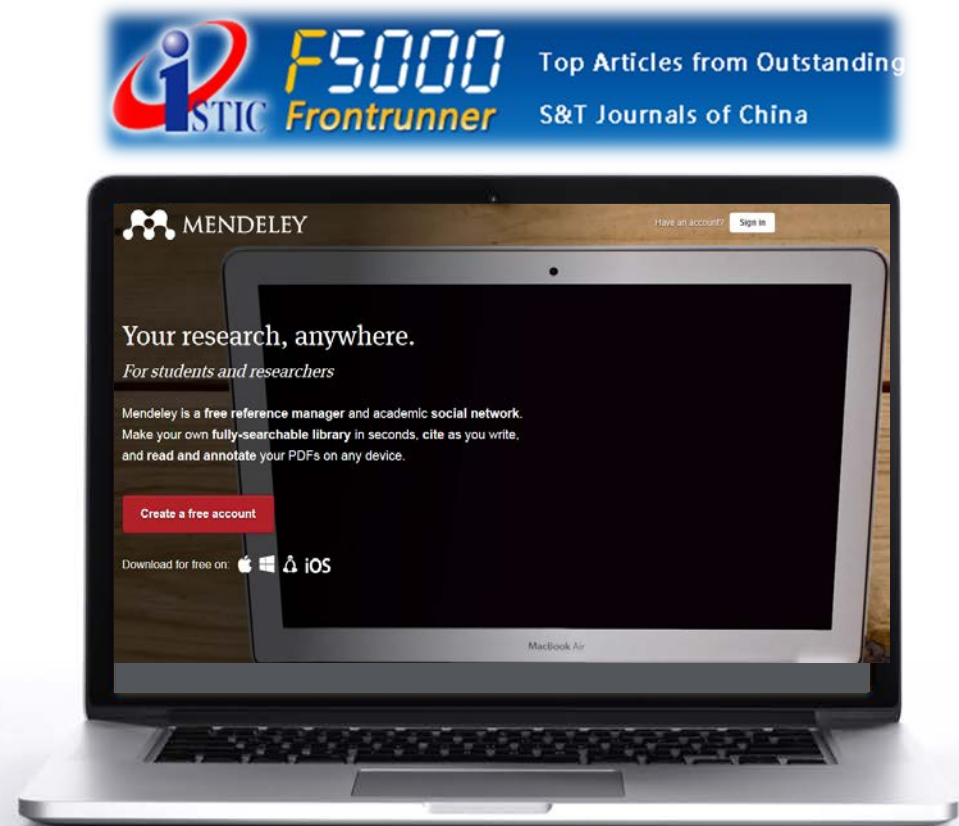 iSTIC
F5000
Frontrunner
Top Articles from Outstanding
S&T Journals of China
MENDELEY
Have an account? Sign in
Your research, anywhere.
For students and researchers
Mendeley is a free reference manager and academic social network.
Make your own fully-searchable library in seconds, cite as you write,
and read and annotate your PDFs on any device.
Create a free account
Download for free on: iOS
MacBook Air